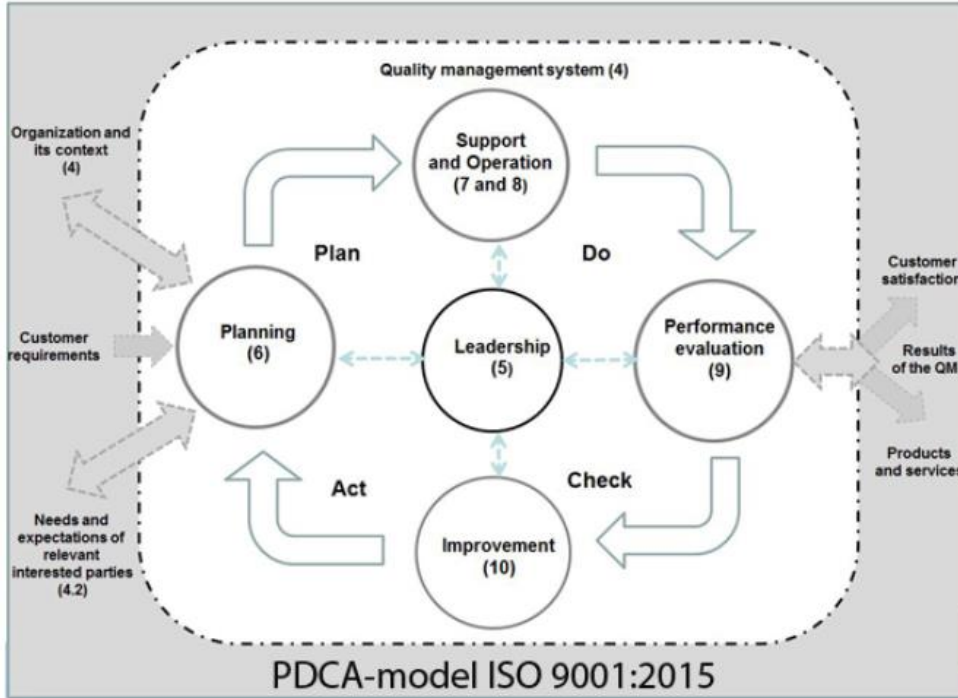 Quality management system (4)
Organization and
its context
(4)
Support
and Operation
(7 and 8)
Plan
Do
Customer
satisfaction
Customer
requirements
Planning
(6)
Leadership
(5)
Performance
evaluation
(9)
Results
of the QM
Products
and services
Act
Check
Needs and
expectations of
relevant
interested parties
(4.2)
Improvement
(10)
PDCA-model ISO 9001:2015